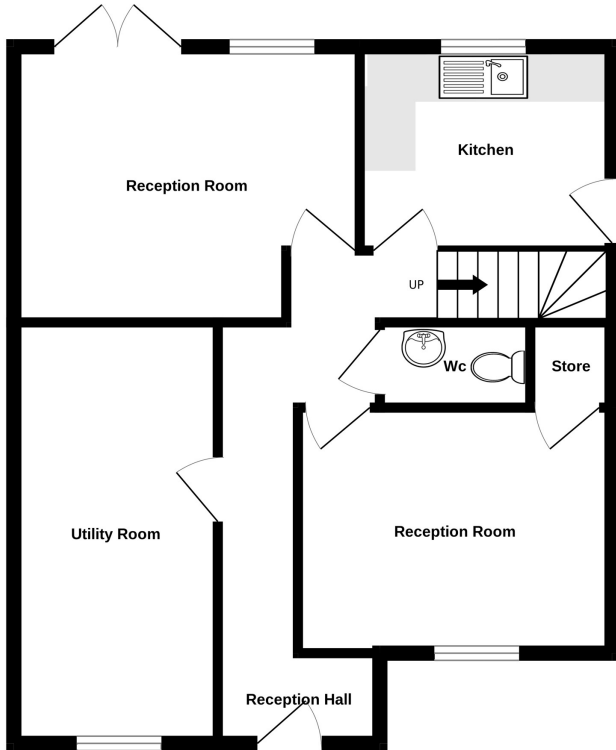 Kitchen
Reception Room
UP
Wc
Store
Utility Room
Reception Room
Reception Hall